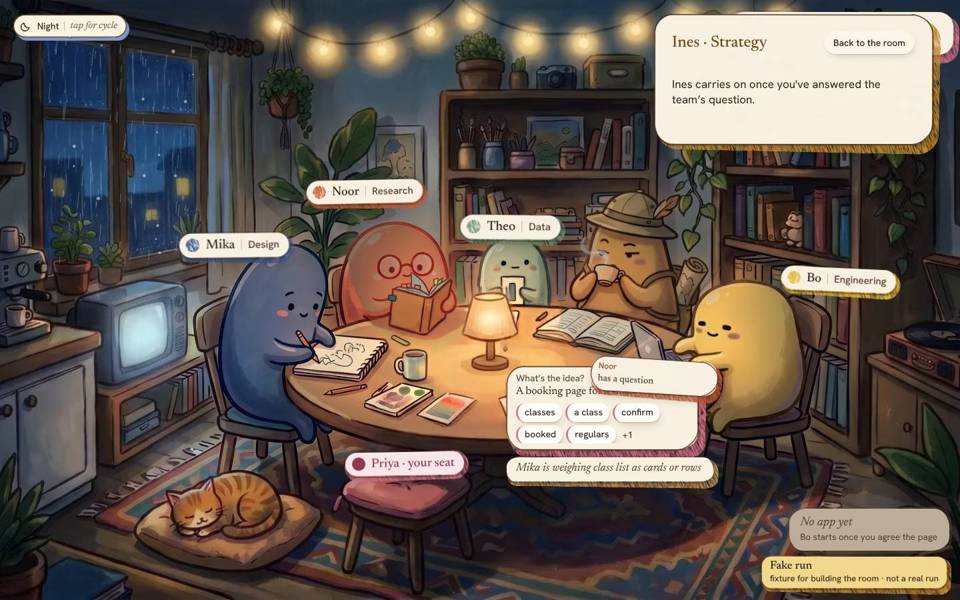 Night | tap for cycle
Ines · Strategy
Back to the room
Ines carries on once you've answered the
team's question.
Noor | Research
Mika | Design
Theo | Data
Bo | Engineering
Noor
has a question
What's the idea?
A booking page for
classes
a class
confirm
booked
regulars
+1
Mika is weighing class list as cards or rows
Priya · your seat
No app yet
Bo starts once you agree the page
Fake run
fixture for building the room · not a real run